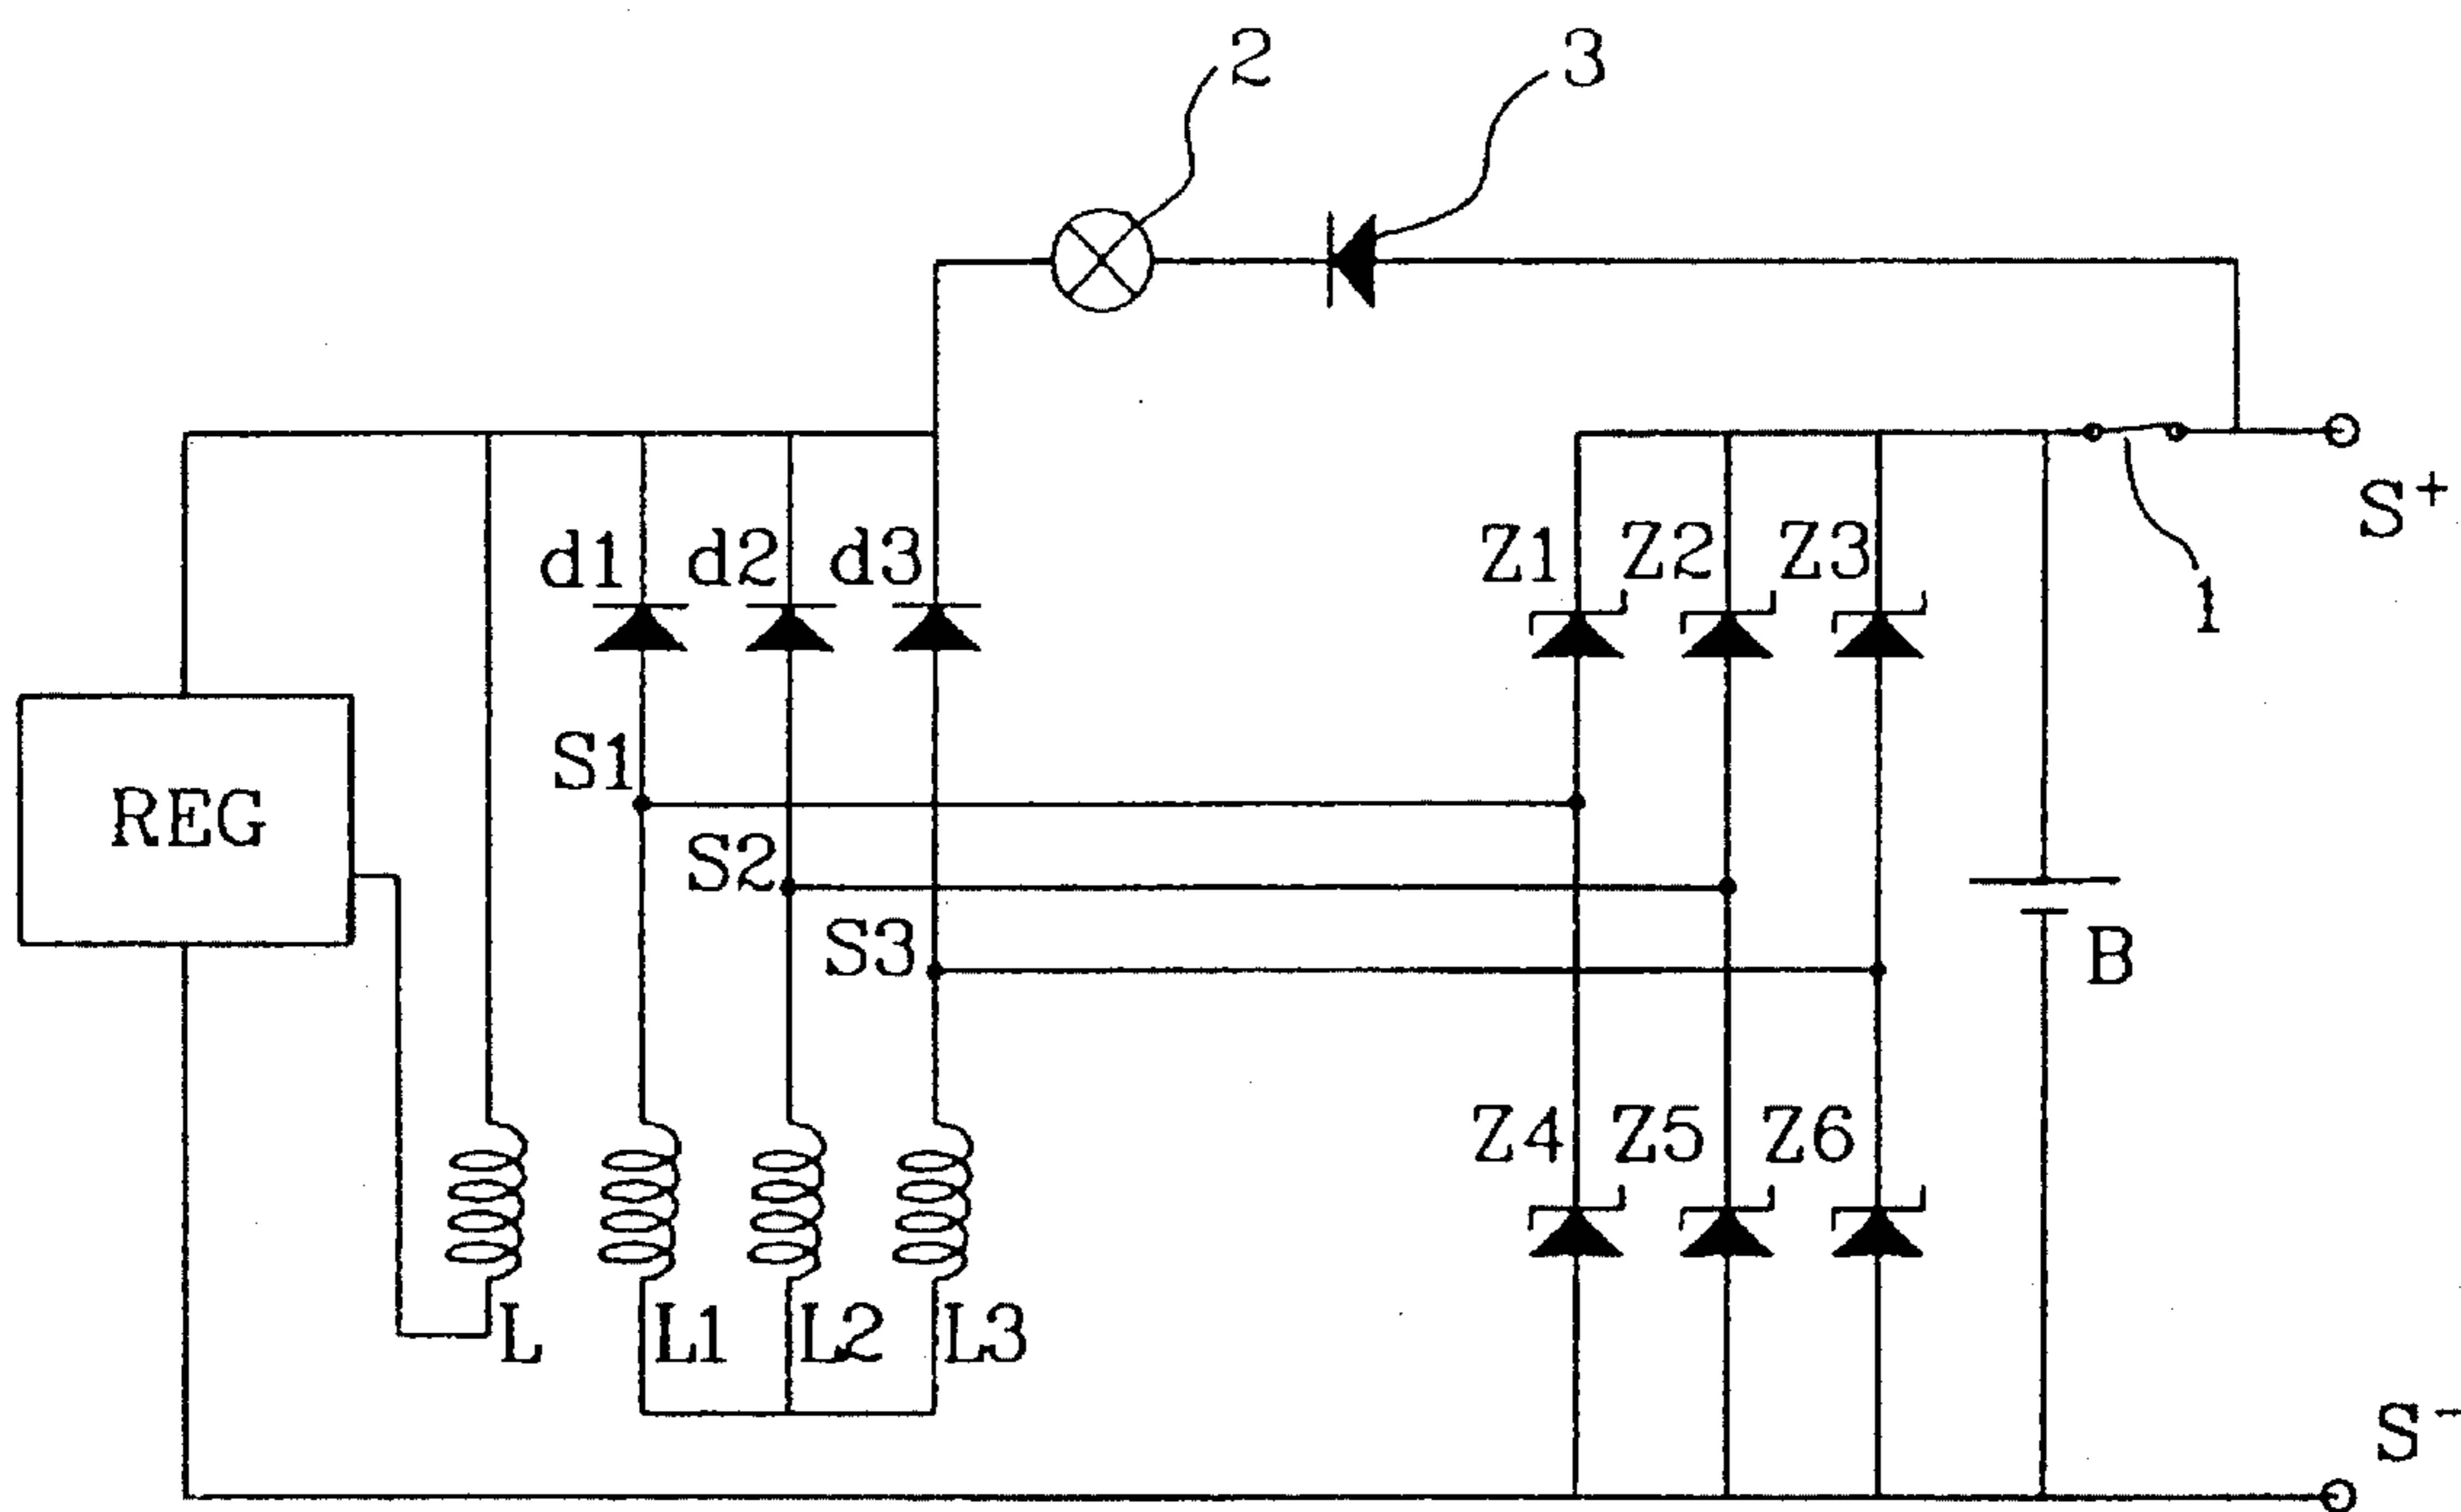 2 3
S+
d1 d2 d3 Z1 Z2 Z3
1
S1
REG
S2
S3
B
Z4 Z5 Z6
L L1 L2 L3
S-